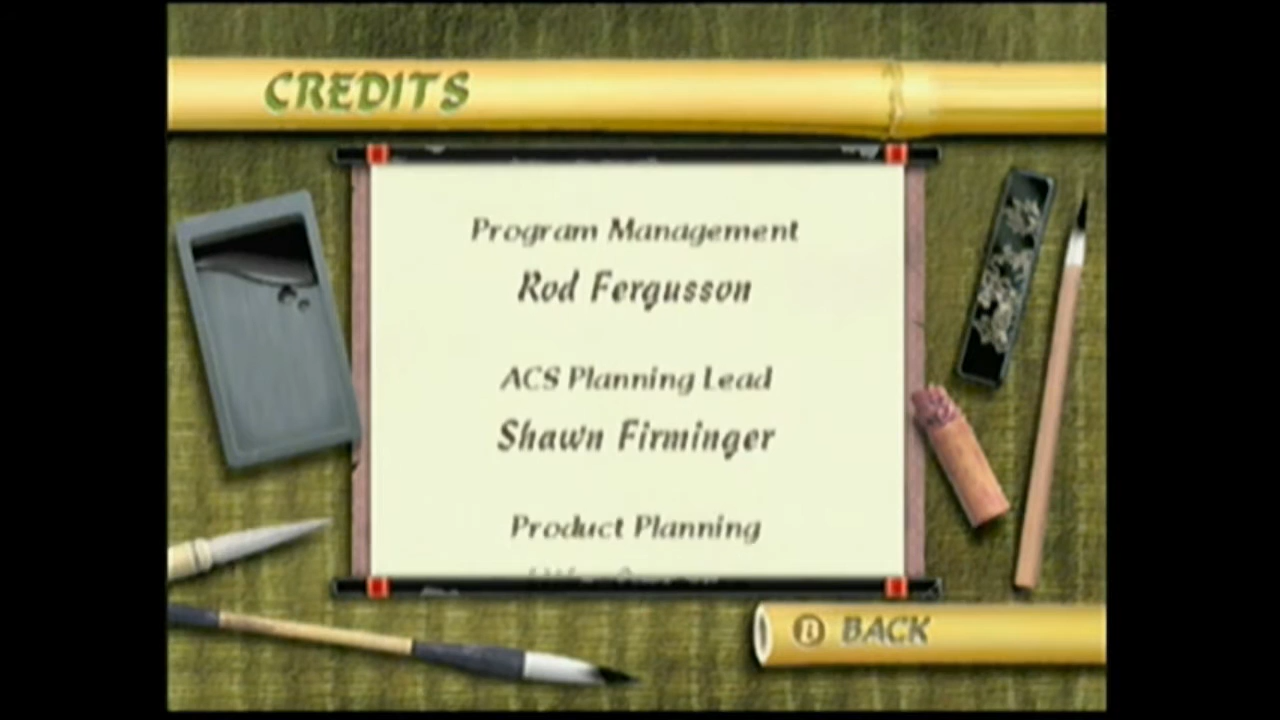 CREDITS
Program Management
Rod Fergusson
ACS Planning Lead
Shawn Firminger
Product Planning
B BACK